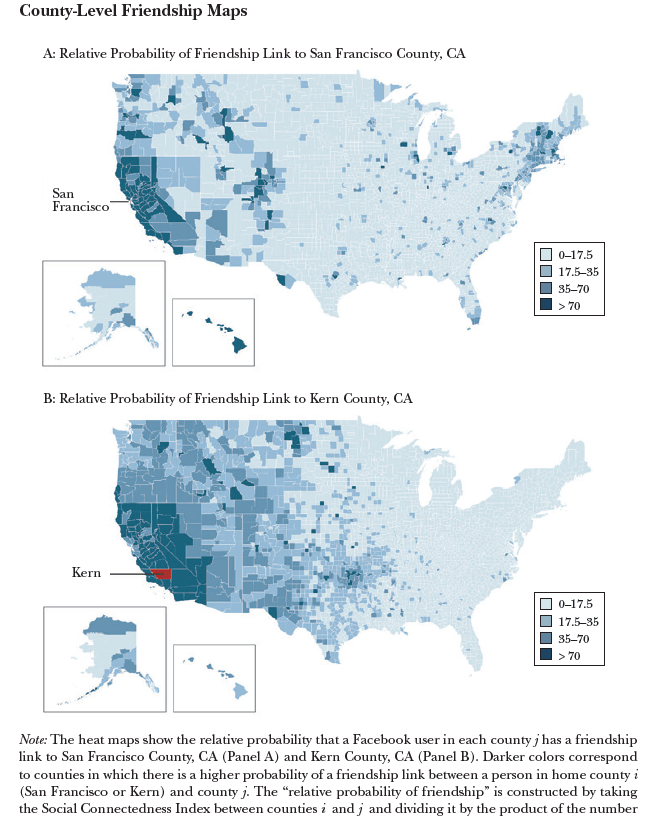 County-Level Friendship Maps
A: Relative Probability of Friendship Link to San Francisco County, CA
San
Francisco
0–17.5
17.5–35
35–70
> 70
B: Relative Probability of Friendship Link to Kern County, CA
Kern
0–17.5
17.5–35
35–70
> 70
Note: The heat maps show the relative probability that a Facebook user in each county j has a friendship
link to San Francisco County, CA (Panel A) and Kern County, CA (Panel B). Darker colors correspond
to counties in which there is a higher probability of a friendship link between a person in home county i
(San Francisco or Kern) and county j. The “relative probability of friendship” is constructed by taking
the Social Connectedness Index between counties i and j and dividing it by the product of the number